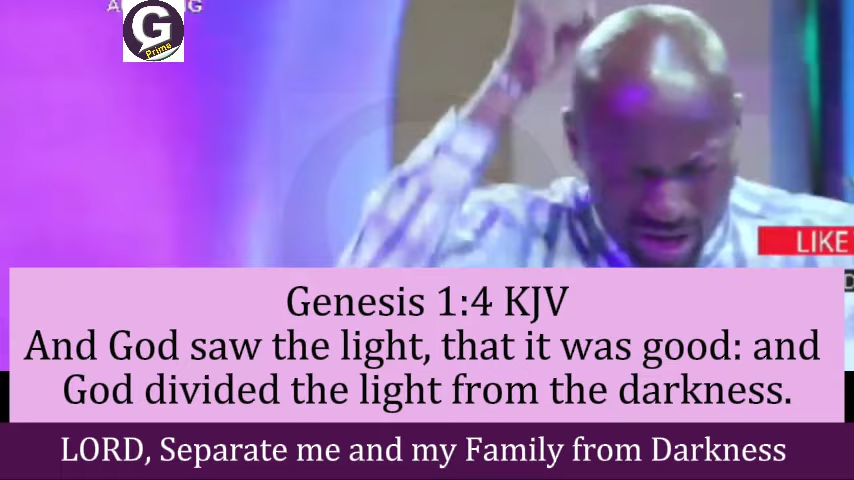 G
Prime
LIKE
Genesis 1:4 KJV
And God saw the light, that it was good: and
God divided the light from the darkness.
LORD, Separate me and my Family from Darkness